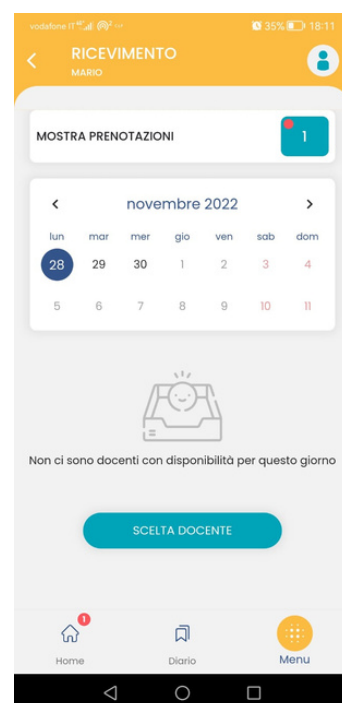 vodafone IT 35% 18:11
RICEVIMENTO
MARIO
MOSTRA PRENOTAZIONI 1
novembre 2022
lun mar mer gio ven sab dom
28 29 30 1 2 3 4
5 6 7 8 9 10 11
Non ci sono docenti con disponibilità per questo giorno
SCELTA DOCENTE
1
Home Diario Menu